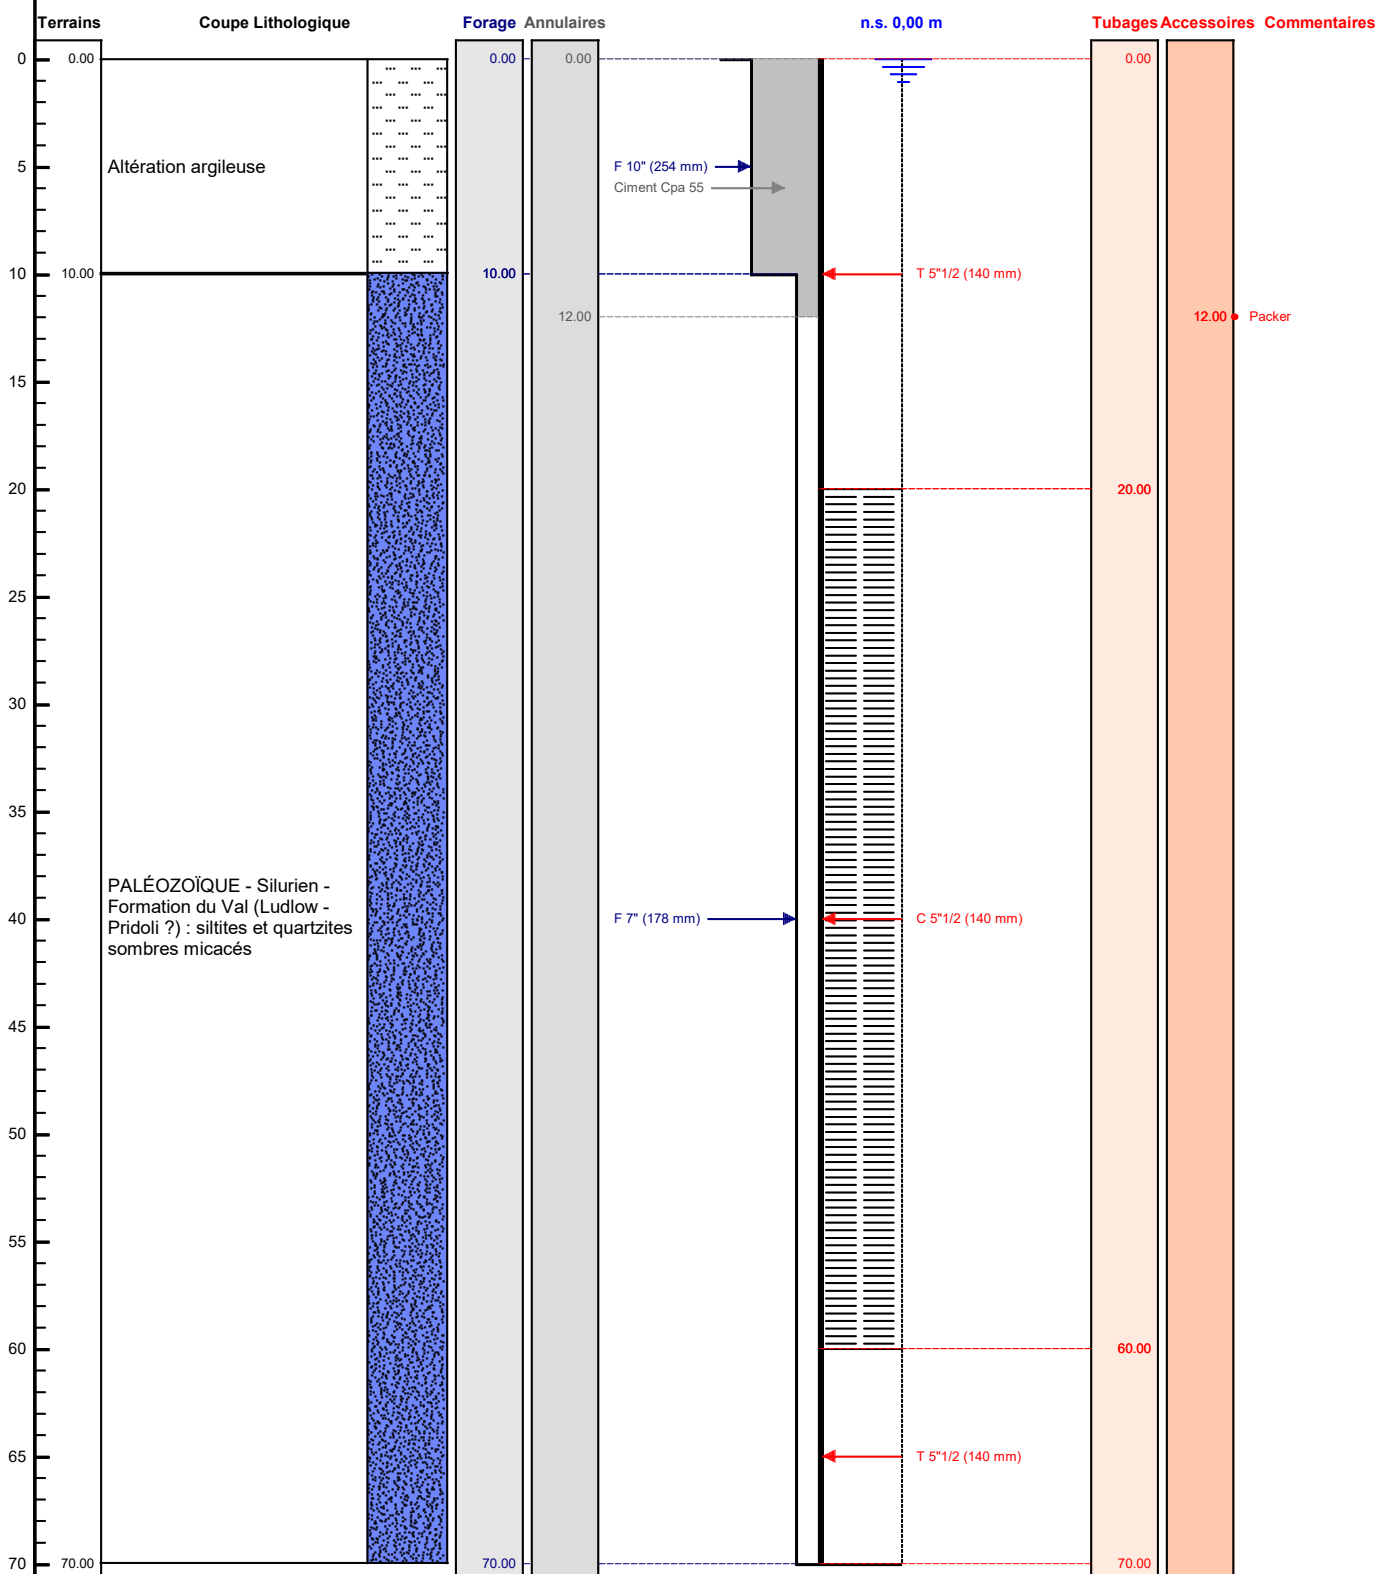 Terrains Coupe Lithologique Forage Annulaires n.s. 0,00 m Tubages Accessoires Commentaires
0 0.00 0.00 0.00 0.00
5 Altération argileuse F 10" (254 mm)
Ciment Cpa 55
10 10.00 10.00 T 5"1/2 (140 mm)
12.00 12.00 Packer
15
20 20.00
25
30
35
PALÉOZOÏQUE - Silurien -
Formation du Val (Ludlow -
40 Pridoli ?) : siltites et quartzites F 7" (178 mm) C 5"1/2 (140 mm)
sombres micacés
45
50
55
60 60.00
65 T 5"1/2 (140 mm)
70 70.00 70.00 70.00